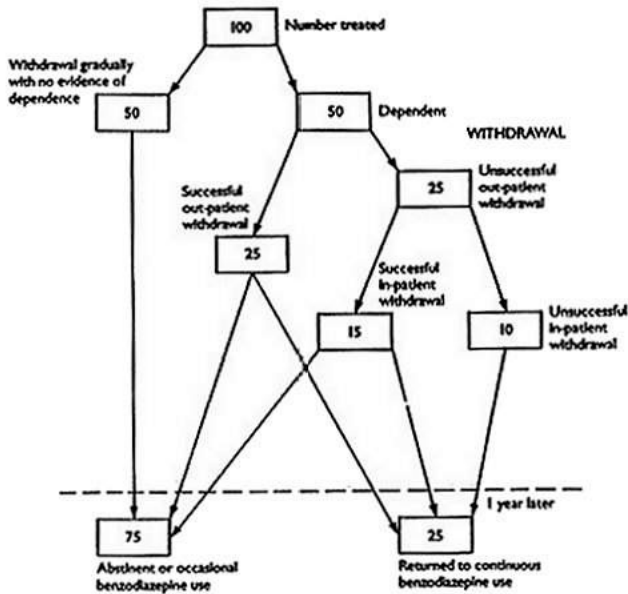 100
Number treated
Withdrawal gradually
with no evidence of
dependence
50
50
Dependent
WITHDRAWAL
25
Unsuccessful
out-patient
withdrawal
Successful
out-patient
withdrawal
25
Successful
in-patient
withdrawal
15
10
Unsuccessful
in-patient
withdrawal
1 year later
75
25
Abstinent or occasional
benzodiazepine use
Returned to continuous
benzodiazepine use